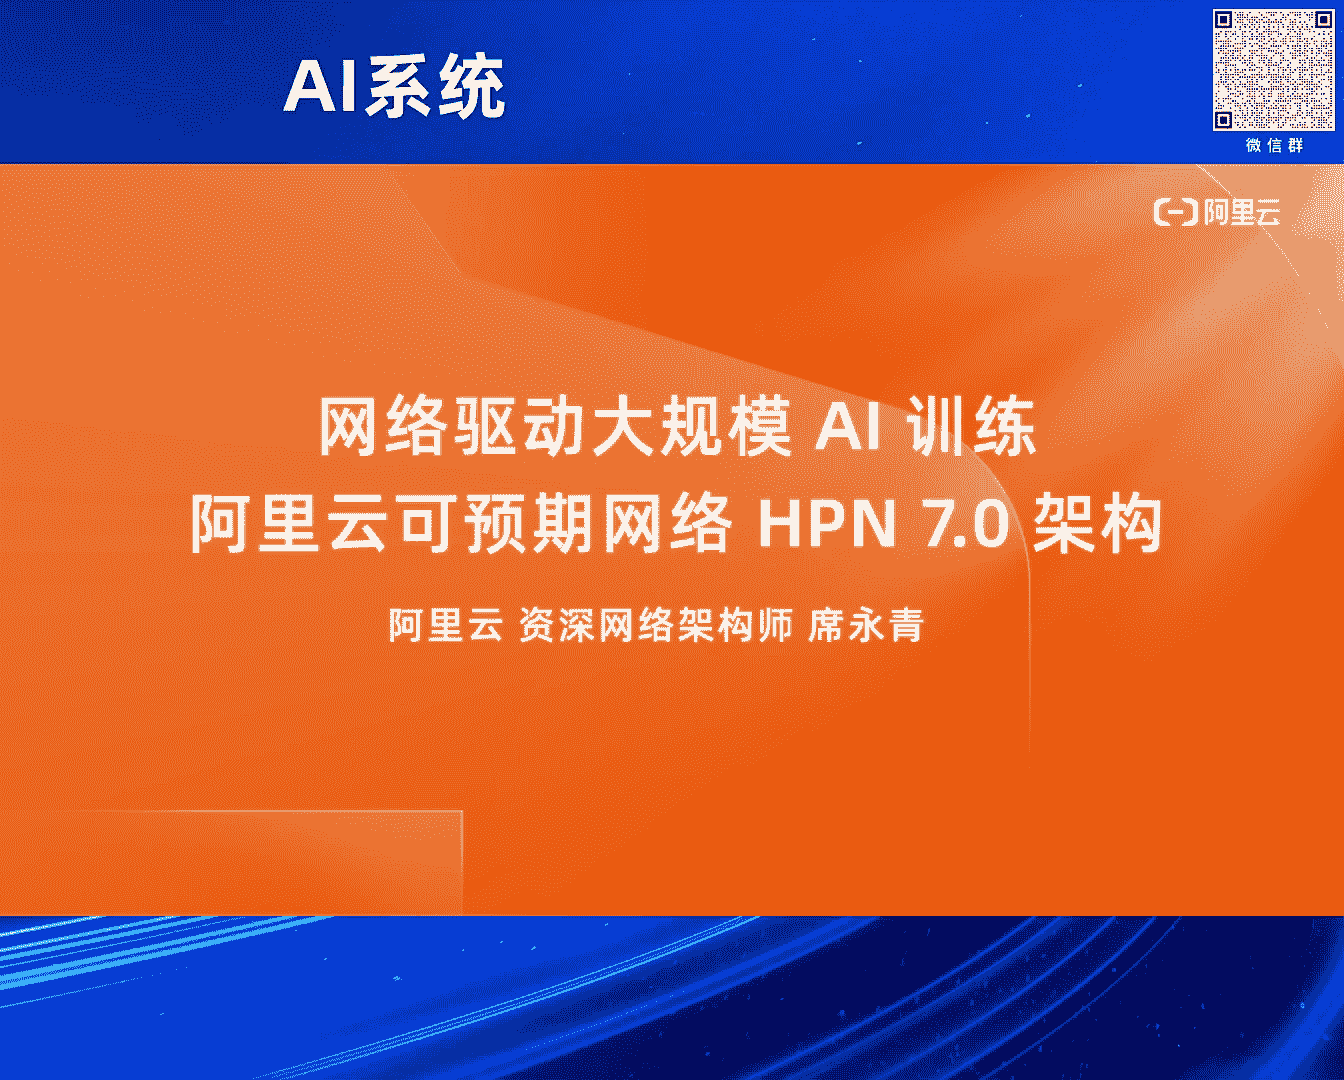 AI系统
微信群
阿里云
网络驱动大规模 AI 训练
阿里云可预期网络 HPN 7.0 架构
阿里云 资深网络架构师 席永青